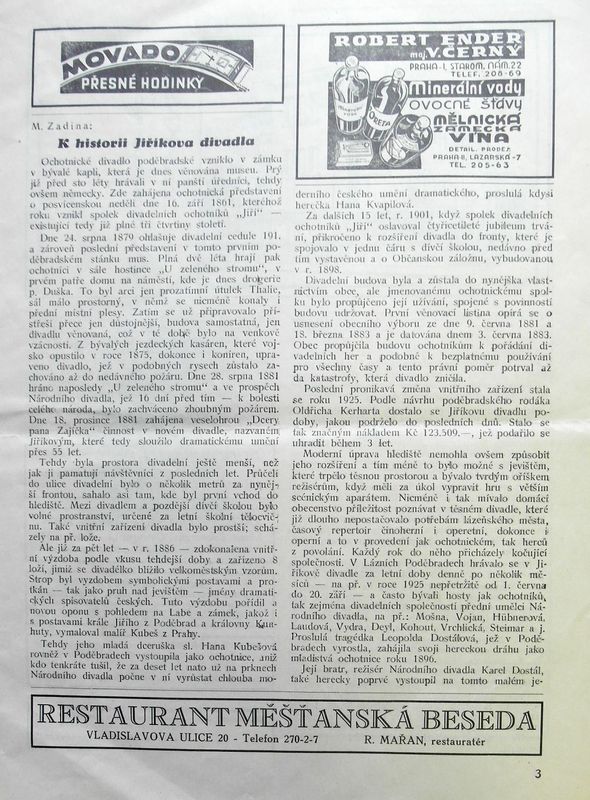 MOVADO
PŘESNÉ HODINKY
ROBERT ENDER
maj. V. ČERNÝ
PRAHA-I, STAROM. NÁM. 22
TELEF. 208-69
Minerální vody
OVOCNÉ ŠŤÁVY
MĚLNICKÁ
ZÁMECKÁ
VÍNA
DETAIL. PRODEJ:
PRAHA-II, LAZARSKÁ-7
TEL. 205-63
M. Zadina:
K historii Jiříkova divadla
Ochotnické divadlo poděbradské vzniklo v zámku
v bývalé kapli, která je dnes věnována museu. Prý
již před sto léty hrávali v ní panští úředníci, tehdy
ovšem německy. Zde zahájena ochotnická představení
o posvícenskou neděli dne 16. září 1861, kteréhož
roku vznikl spolek divadelních ochotníků „Jiří" —
existující tedy již plné tři čtvrtiny století.
Dne 24. srpna 1879 ohlašuje divadelní cedule 191.
a zároveň poslední představení v tomto prvním po-
děbradském stánku mus. Plná dvě léta hrají pak
ochotníci v sále hostince „U zeleného stromu", v
prvém patře domu na náměstí, kde je dnes drogerie
p. Duška. To byl arci jen prozatímní útulek Thalie,
sál málo prostorný, v němž se nicméně konaly i
přední místní plesy. Zatím se už připravovalo pří-
střeší přece jen důstojnější, budova samostatná, jen
divadlu věnovaná, což v té době bylo na venkově
vzácností. Z bývalých jezdeckých kasáren, které voj-
sko opustilo v roce 1875, dokonce i koníren, upra-
veno divadlo, jež v podobných rysech zůstalo za-
chováno až do nedávného požáru. Dne 28. srpna 1881
hráno naposledy „U zeleného stromu" a ve prospěch
Národního divadla, jež 16 dní před tím — k bolesti
celého národa, bylo zachváceno zhoubným požárem.
Dne 18. prosince 1881 zahájena veselohrou „Dcery
pana Zajíčka" činnost v novém divadle, nazvaném
Jiříkovým, které tedy sloužilo dramatickému umění
přes 55 let.
Tehdy byla prostora divadelní ještě menší, než
jak ji pamatují návštěvníci z posledních let. Průčelí
do ulice divadelní bylo o několik metrů za nyněj-
ší frontou, sahalo asi tam, kde byl první vchod do
hlediště. Mezi divadlem a pozdější dívčí školou bylo
volné prostranství, určené za letní školní tělocvič-
nu. Také vnitřní zařízení divadla bylo prostší; schá-
zely na př. lože.
Ale již za pět let — v r. 1886 — zdokonalena vnitř-
ní výzdoba podle vkusu tehdejší doby a zařízeno 8
loží, jimiž se divadélko blížilo velkoměstským vzorům.
Strop byl vyzdoben symbolickými postavami a pro-
tkán — tak jako pruh nad jevištěm — jmény dramatic-
kých spisovatelů českých. Tuto výzdobu pořídil a
novou oponu s pohledem na Labe a zámek, jakož i
s postavami krále Jiřího z Poděbrad a královny Kun-
huty, vymaloval malíř Kubeš z Prahy.
Tehdy jeho mladá dceruška sl. Hana Kubešová
rovněž v Poděbradech vystoupila jako ochotnice, aniž
kdo tenkráte tušil, že za deset let nato už na prknech
Národního divadla počne v ní vyrůstat chlouba mo-
derního českého umění dramatického, proslulá kdysi
herečka Hana Kvapilová.
Za dalších 15 let, r. 1901, když spolek divadelních
ochotníků „Jiří" oslavoval čtyřicetileté jubileum trvá-
ní, přikročeno k rozšíření divadla do fronty, které je
spojovalo v jednu čáru s dívčí školou, nedávno před
tím vystavěnou a o Občanskou záložnu, vybudovanou
v r. 1898.
Divadelní budova byla a zůstala do nynějška vlast-
nictvím obce, ale jmenovanému ochotnickému spol-
ku bylo propůjčeno její užívání, spojené s povinností
budovu udržovat. První věnovací listina opírá se o
usnesení obecního výboru ze dne 9. června 1881 a
18. března 1883 a je datována dnem 3. června 1883.
Obec propůjčila budovu ochotníkům k pořádání di-
vadelních her a podobně k bezplatnému používání
pro všechny časy a tento právní poměr potrval až
do katastrofy, která divadlo zničila.
Poslední pronikavá změna vnitřního zařízení stala
se roku 1925. Podle návrhu poděbradského rodáka
Oldřicha Kerharta dostalo se Jiříkovu divadlu po-
doby, jakou podrželo do posledních dnů. Stalo se
tak značným nákladem Kč 123.509.—, jež podařilo se
uhradit během 3 let.
Moderní úprava hlediště nemohla ovšem způsobit
jeho rozšíření a tím méně to bylo možné s jevištěm,
které trpělo těsnou prostorou a bývalo tvrdým oříškem
režisérům, když měli za úkol vypravit hru s větším
scénickým aparátem. Nicméně i tak mívalo domácí
obecenstvo příležitost poznávat v těsném divadle, které
již dlouho nepostačovalo potřebám lázeňského města,
časový repertoir činoherní i operetní, dokonce i
operní a to v provedení jak ochotnickém, tak herců
z povolání. Každý rok do něho přicházely kočující
společnosti. V Lázních Poděbradech hrávalo se v Ji-
říkově divadle za letní doby denně po několik mě-
síců — na př. v roce 1925 nepřetržitě od 1. června
do 20. září — a často bývali hosty jak ochotníků,
tak zejména divadelních společností přední umělci Ná-
rodního divadla, na př.: Mošna, Vojan, Hübnerová,
Laudová, Vydra, Deyl, Kohout, Vrchlická, Steimar a j.
Proslulá tragédka Leopolda Dostálová, jež v Podě-
bradech vyrostla, zahájila svoji hereckou dráhu jako
mladistvá ochotnice roku 1896.
Její bratr, režisér Národního divadla Karel Dostál,
také herecky poprvé vystoupil na tomto malém je-
RESTAURANT MĚŠŤANSKÁ BESEDA
VLADISLAVOVA ULICE 20 - Telefon 270-2-7 R. MAŘAN, restauratér
3